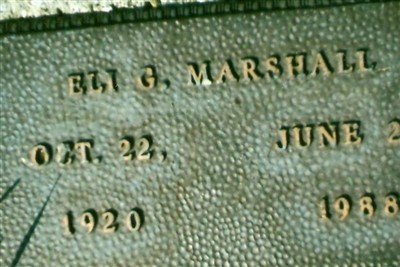 ELI G. MARSHALL
OCT. 22, JUNE 2
1920 1988